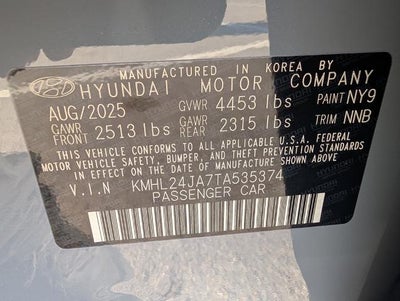 MANUFACTURED IN KOREA BY
HYUNDAI MOTOR COMPANY
AUG/2025 GVWR 4453 lbs PAINT NY9
GAWR FRONT 2513 lbs GAWR REAR 2315 lbs TRIM NNB
THIS VEHICLE CONFORMS TO ALL APPLICABLE U.S.A. FEDERAL
MOTOR VEHICLE SAFETY, BUMPER, AND THEFT PREVENTION STANDARDS
IN EFFECT ON THE DATE OF MANUFACTURE SHOWN ABOVE.
V.I.N KMHL24JA7TA535374
PASSENGER CAR